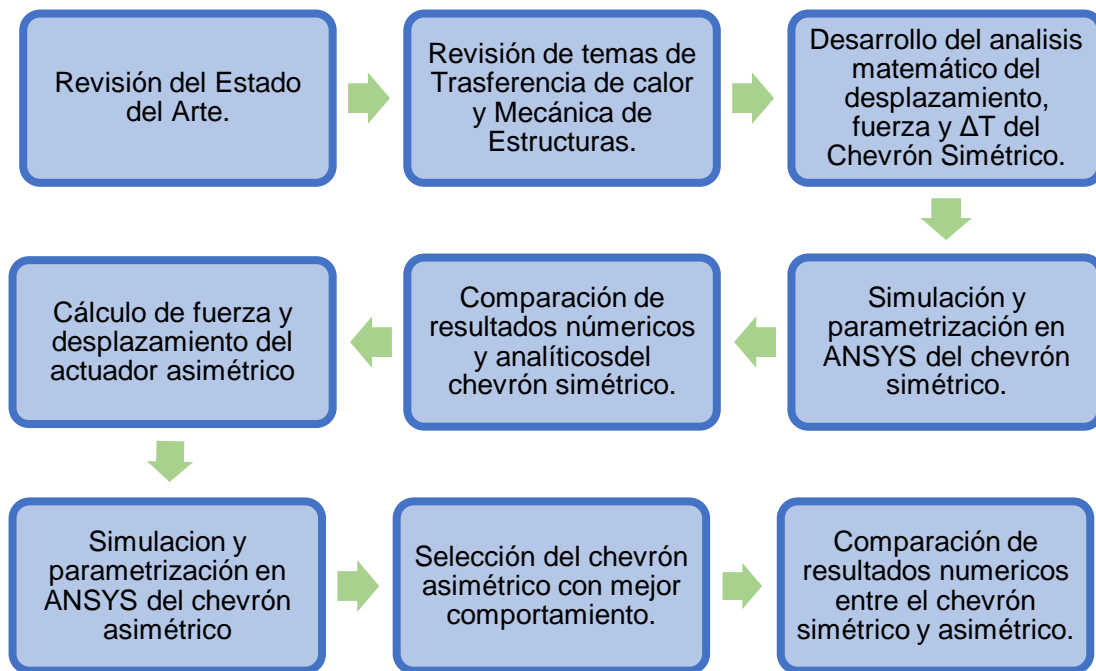 Revisión del Estado
del Arte.
Revisión de temas de
Trasferencia de calor
y Mecánica de
Estructuras.
Desarrollo del analisis
matemático del
desplazamiento,
fuerza y ΔT del
Chevrón Simétrico.
Simulación y
parametrización en
ANSYS del chevrón
simétrico.
Comparación de
resultados númericos
y analíticosdel
chevrón simétrico.
Cálculo de fuerza y
desplazamiento del
actuador asimétrico
Simulacion y
parametrización en
ANSYS del chevrón
asimétrico
Selección del chevrón
asimétrico con mejor
comportamiento.
Comparación de
resultados numericos
entre el chevrón
simétrico y asimétrico.